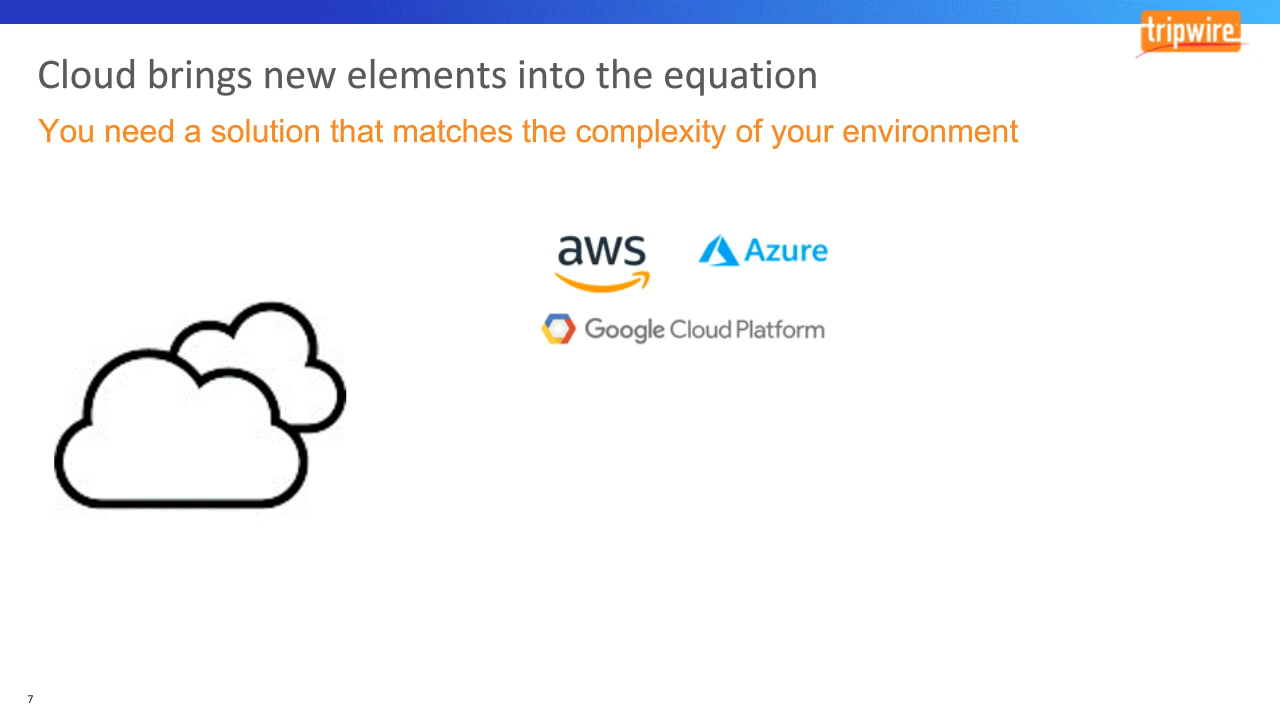 tripwire
Cloud brings new elements into the equation
You need a solution that matches the complexity of your environment
aws
Azure
Google Cloud Platform
7